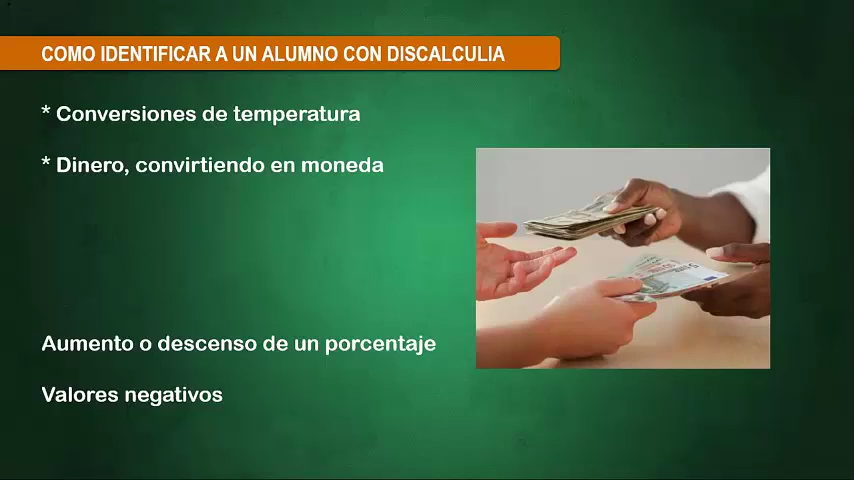 COMO IDENTIFICAR A UN ALUMNO CON DISCALCULIA
* Conversiones de temperatura
* Dinero, convirtiendo en moneda
Aumento o descenso de un porcentaje
Valores negativos